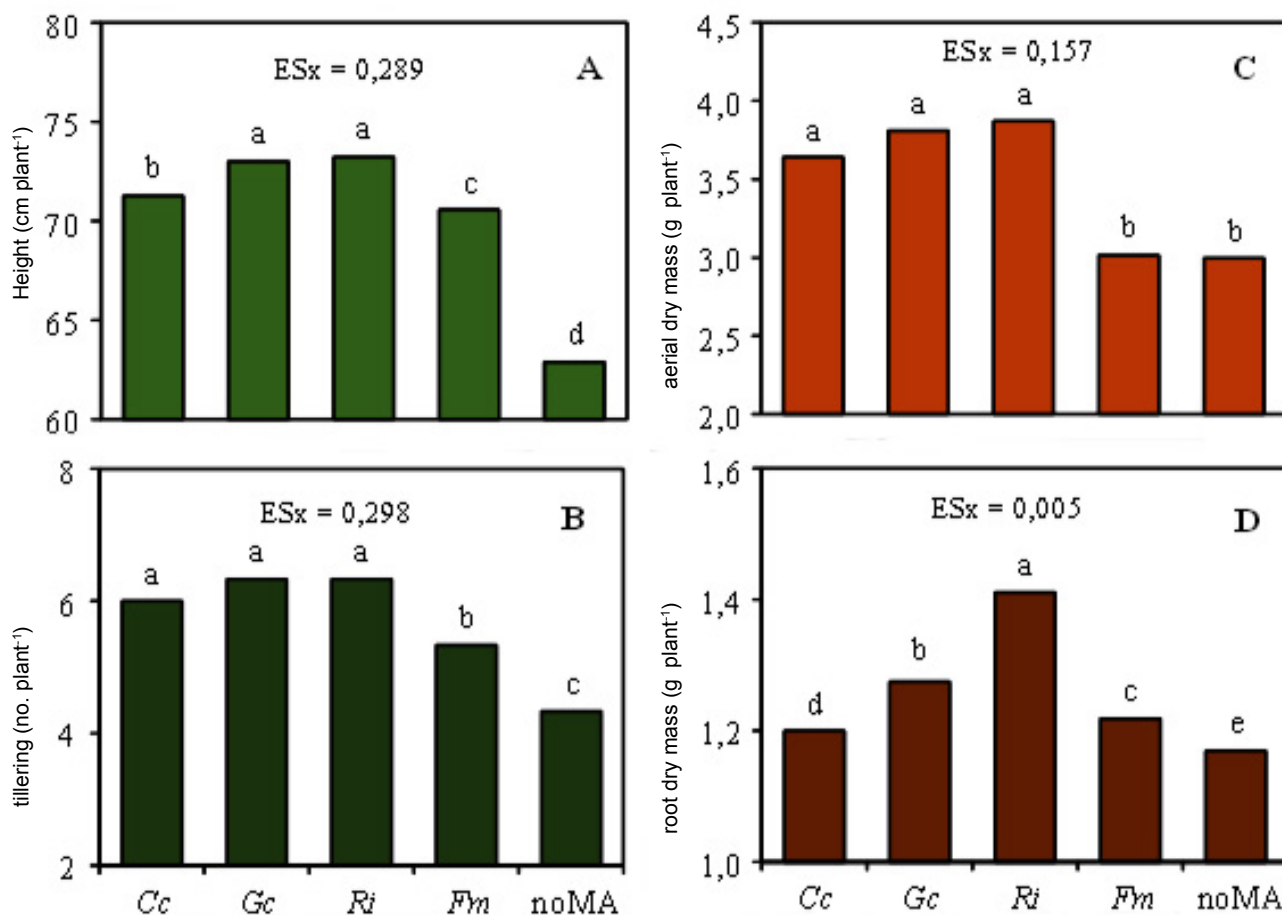 80
75
70
65
60
Height (cm plant⁻¹)
ESx = 0,289
A
b
a
a
c
d
4,5
4,0
3,5
3,0
2,5
2,0
aerial dry mass (g plant⁻¹)
ESx = 0,157
C
a
a
a
b
b
8
6
4
2
tillering (no. plant⁻¹)
ESx = 0,298
B
a
a
a
b
c
Cc Gc Ri Fm noMA
1,6
1,4
1,2
1,0
root dry mass (g plant⁻¹)
ESx = 0,005
D
d
b
a
c
e
Cc Gc Ri Fm noMA